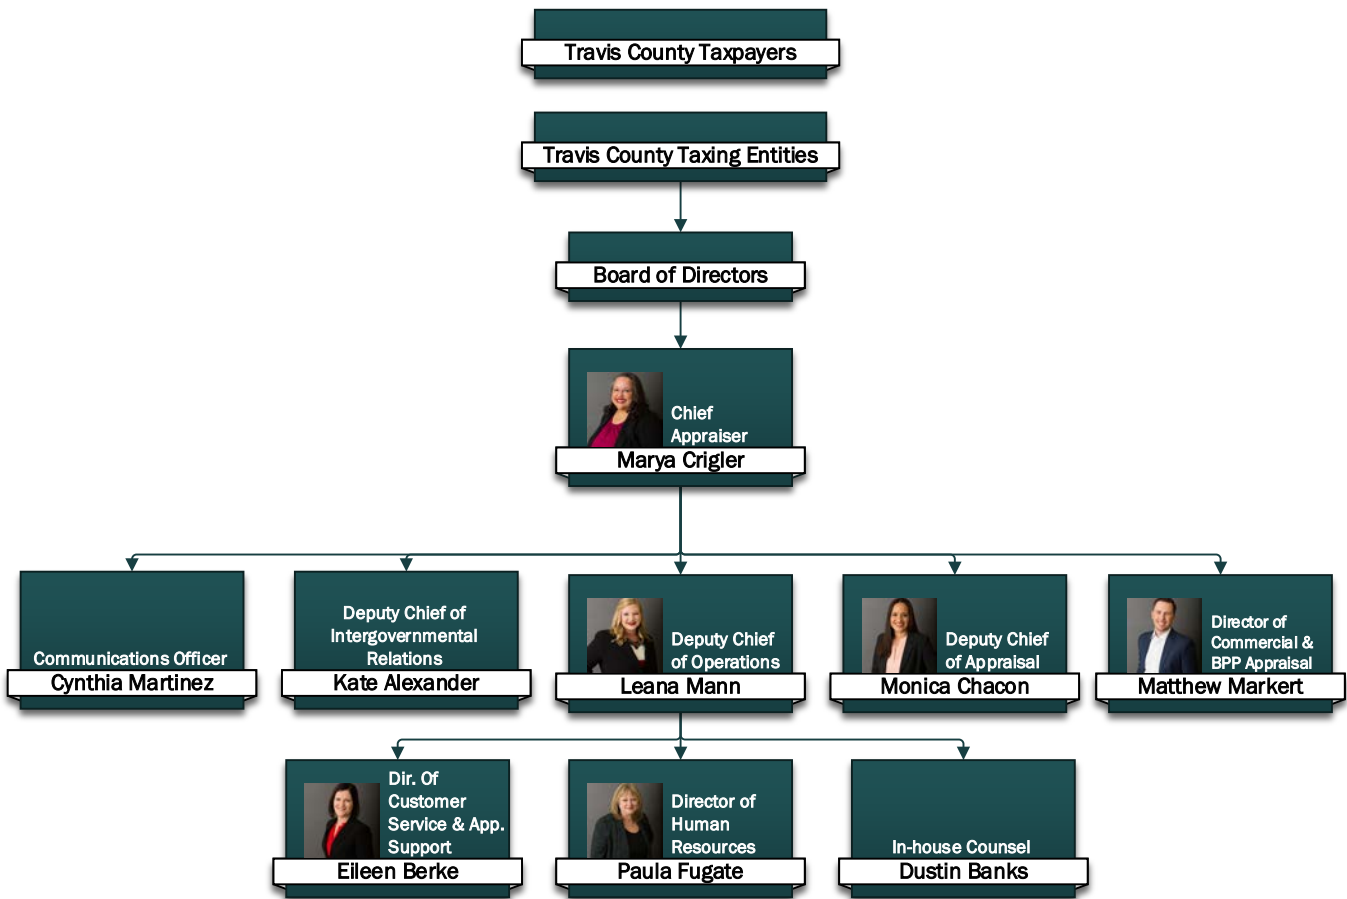 Travis County Taxpayers
Travis County Taxing Entities
Board of Directors
Chief
Appraiser
Marya Crigler
Communications Officer
Cynthia Martinez
Deputy Chief of
Intergovernmental
Relations
Kate Alexander
Deputy Chief
of Operations
Leana Mann
Deputy Chief
of Appraisal
Monica Chacon
Director of
Commercial &
BPP Appraisal
Matthew Markert
Dir. Of
Customer
Service & App.
Support
Eileen Berke
Director of
Human
Resources
Paula Fugate
In-house Counsel
Dustin Banks